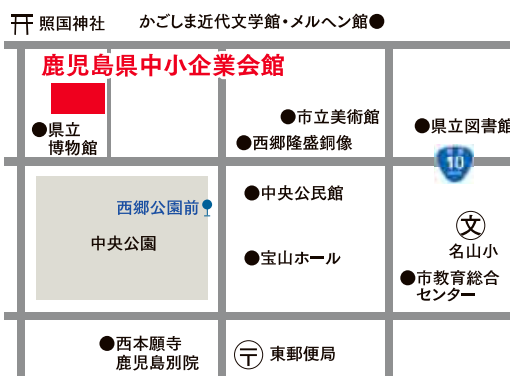 照国神社
かごしま近代文学館・メルヘン館●
鹿児島県中小企業会館
●県立
博物館
●市立美術館
●西郷隆盛銅像
●県立図書館
10
西郷公園前
中央公園
●中央公民館
●宝山ホール
文
名山小
●市教育総合
センター
●西本願寺
鹿児島別院
〒
東郵便局